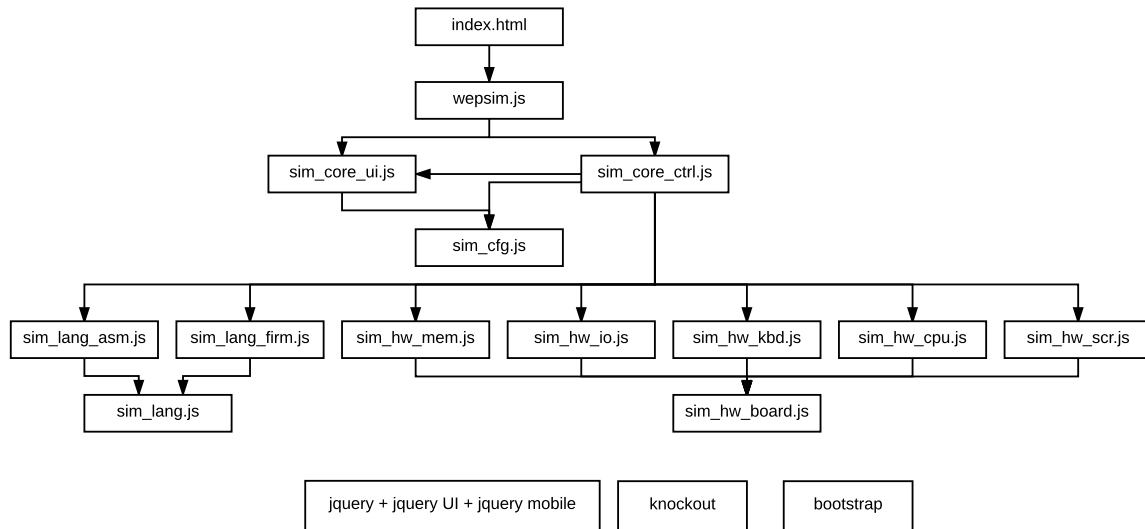 index.html
wepsim.js
sim_core_ui.js
sim_core_ctrl.js
sim_cfg.js
sim_lang_asm.js
sim_lang_firm.js
sim_hw_mem.js
sim_hw_io.js
sim_hw_kbd.js
sim_hw_cpu.js
sim_hw_scr.js
sim_lang.js
sim_hw_board.js
jquery + jquery UI + jquery mobile
knockout
bootstrap